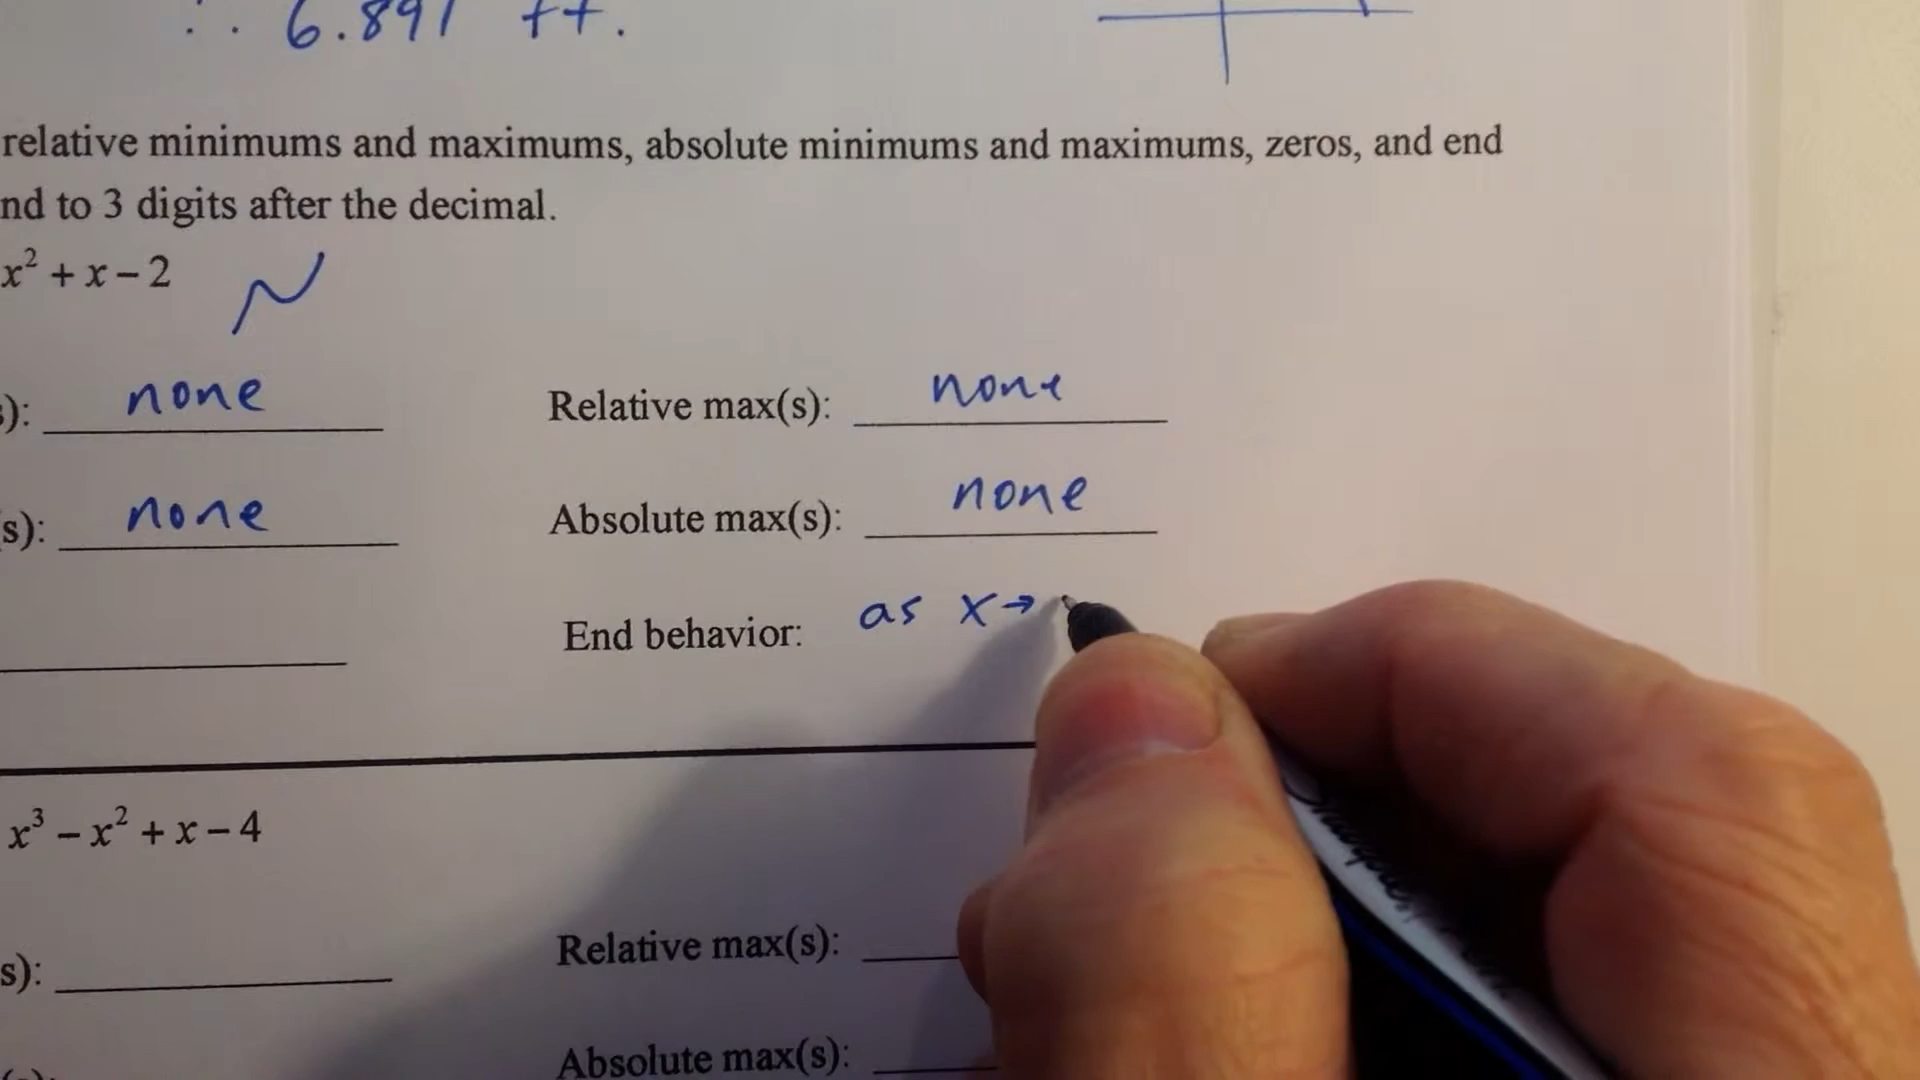 ∴ 6.891 ft.
relative minimums and maximums, absolute minimums and maximums, zeros, and end
nd to 3 digits after the decimal.
x² + x – 2
s): none Relative max(s): none
s): none Absolute max(s): none
End behavior: as x→
x³ – x² + x – 4
s): Relative max(s):
(s): Absolute max(s):